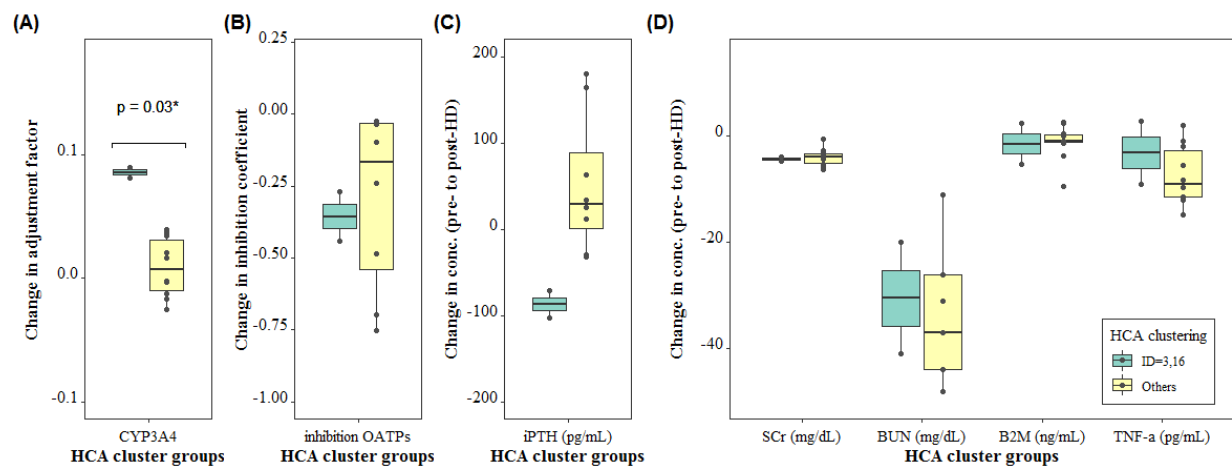 (A)
Change in adjustment factor
0.1
0.0
-0.1
p = 0.03*
CYP3A4
HCA cluster groups
(B)
Change in inhibition coefficient
0.25
0.00
-0.25
-0.50
-0.75
-1.00
inhibition OATPs
HCA cluster groups
(C)
Change in conc. (pre- to post-HD)
200
100
0
-100
-200
iPTH (pg/mL)
HCA cluster groups
(D)
Change in conc. (pre- to post-HD)
0
-20
-40
SCr (mg/dL)
BUN (mg/dL)
B2M (ng/mL)
TNF-a (pg/mL)
HCA cluster groups
HCA clustering
ID=3,16
Others